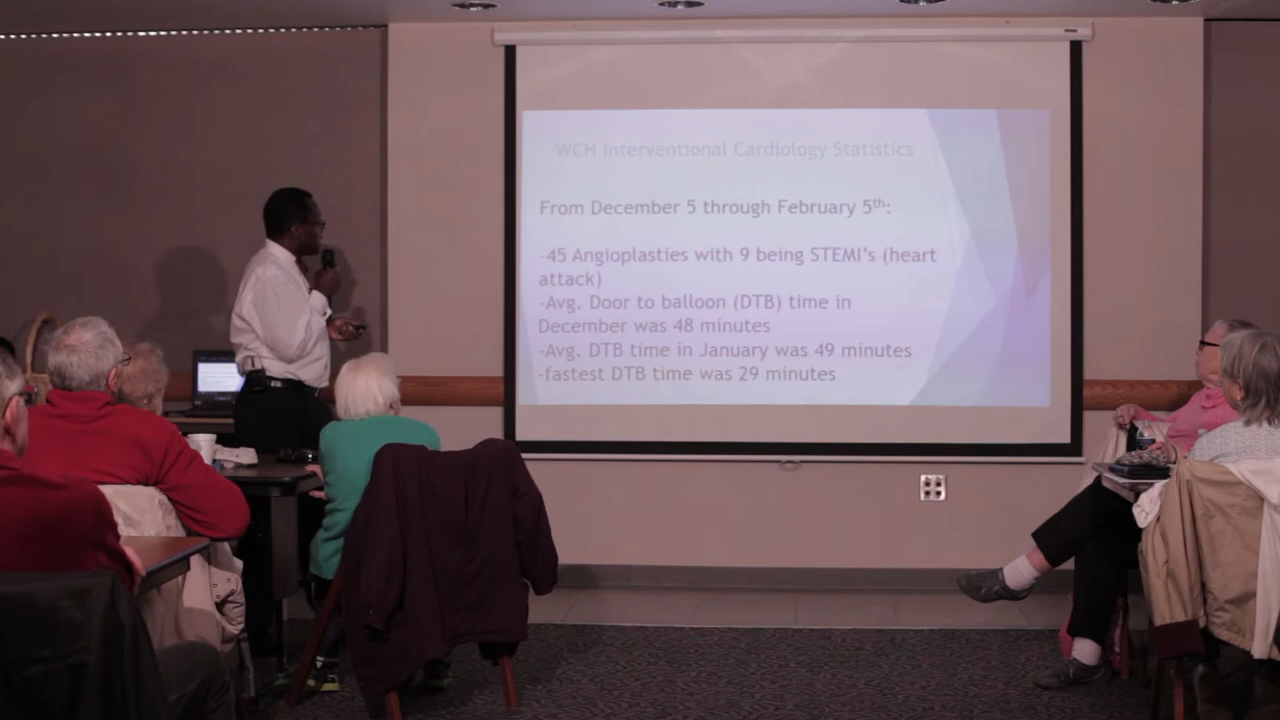 WCH Interventional Cardiology Statistics
From December 5 through February 5th:
-45 Angioplasties with 9 being STEMI's (heart
attack)
-Avg. Door to balloon (DTB) time in
December was 48 minutes
-Avg. DTB time in January was 49 minutes
-fastest DTB time was 29 minutes